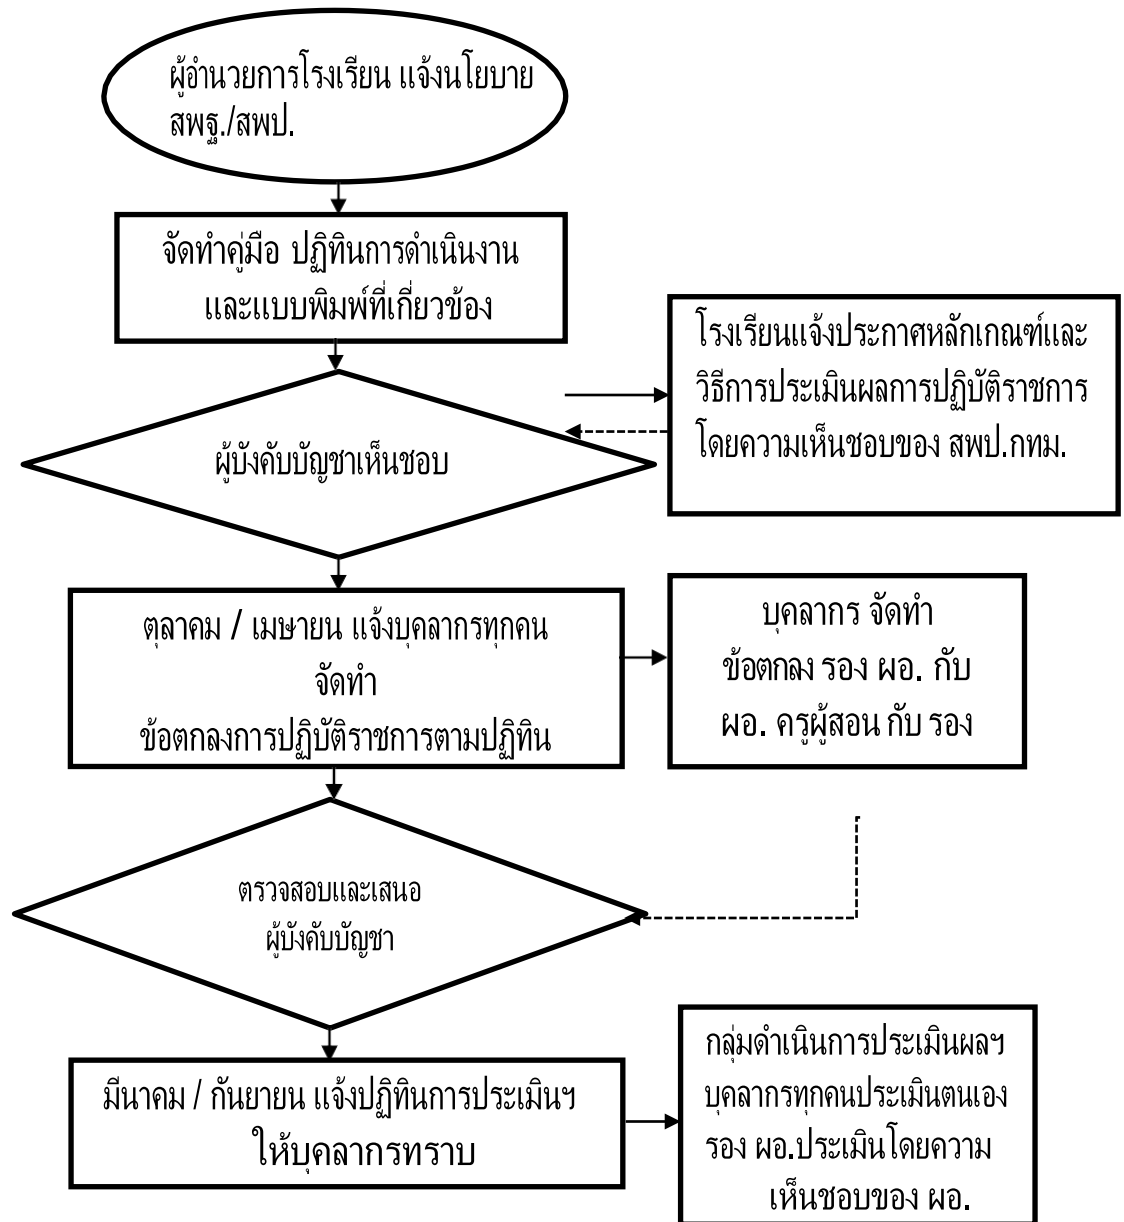 ผู้อำนวยการโรงเรียน แจ้งนโยบาย
สพฐ./สพป.
จัดทำคู่มือ ปฏิทินการดำเนินงาน
และแบบพิมพ์ที่เกี่ยวข้อง
โรงเรียนแจ้งประกาศหลักเกณฑ์และ
วิธีการประเมินผลการปฏิบัติราชการ
โดยความเห็นชอบของ สพป.กทม.
ผู้บังคับบัญชาเห็นชอบ
ตุลาคม / เมษายน แจ้งบุคลากรทุกคน
จัดทำ
ข้อตกลงการปฏิบัติราชการตามปฏิทิน
บุคลากร จัดทำ
ข้อตกลง รอง ผอ. กับ
ผอ. ครูผู้สอน กับ รอง
ตรวจสอบและเสนอ
ผู้บังคับบัญชา
มีนาคม / กันยายน แจ้งปฏิทินการประเมินฯ
ให้บุคลากรทราบ
กลุ่มดำเนินการประเมินผลฯ
บุคลากรทุกคนประเมินตนเอง
รอง ผอ.ประเมินโดยความ
เห็นชอบของ ผอ.